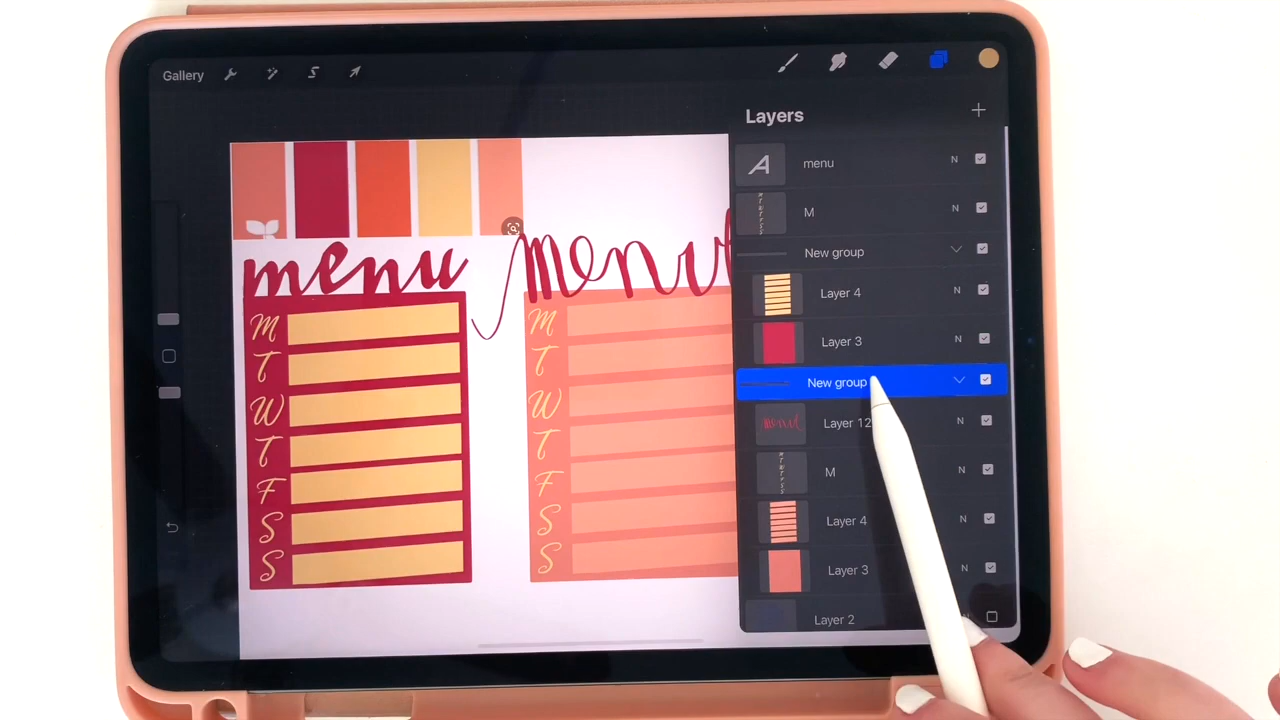 Gallery
Layers
menu
M
T
W
T
F
S
S
menu
M
T
W
T
F
S
S
A
menu
N
M
N
New group
Layer 4
N
Layer 3
N
New group
Layer 12
N
M
N
Layer 4
N
Layer 3
N
Layer 2